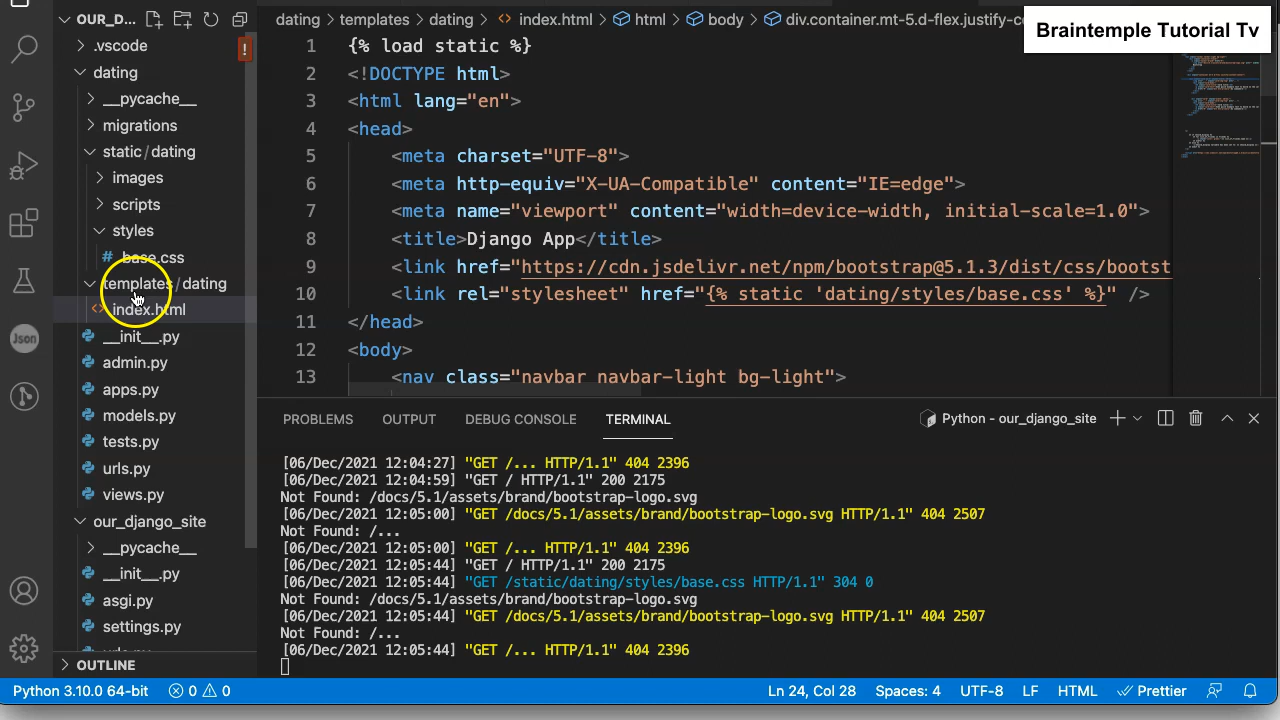 OUR_D...
dating > templates > dating > <> index.html > html > body > div.container.mt-5.d-flex.justify-co
Braintemple Tutorial Tv
.vscode
!
dating
__pycache__
migrations
static / dating
images
scripts
styles
# base.css
templates / dating
<> index.html
__init__.py
admin.py
apps.py
models.py
tests.py
urls.py
views.py
our_django_site
__pycache__
__init__.py
asgi.py
settings.py
OUTLINE
Json
1 {% load static %}
2 <!DOCTYPE html>
3 <html lang="en">
4 <head>
5 <meta charset="UTF-8">
6 <meta http-equiv="X-UA-Compatible" content="IE=edge">
7 <meta name="viewport" content="width=device-width, initial-scale=1.0">
8 <title>Django App</title>
9 <link href="https://cdn.jsdelivr.net/npm/bootstrap@5.1.3/dist/css/bootst
10 <link rel="stylesheet" href="{% static 'dating/styles/base.css' %}" />
11 </head>
12 <body>
13 <nav class="navbar navbar-light bg-light">
PROBLEMS OUTPUT DEBUG CONSOLE TERMINAL Python - our_django_site
[06/Dec/2021 12:04:27] "GET /... HTTP/1.1" 404 2396
[06/Dec/2021 12:04:59] "GET / HTTP/1.1" 200 2175
Not Found: /docs/5.1/assets/brand/bootstrap-logo.svg
[06/Dec/2021 12:05:00] "GET /docs/5.1/assets/brand/bootstrap-logo.svg HTTP/1.1" 404 2507
Not Found: /...
[06/Dec/2021 12:05:00] "GET /... HTTP/1.1" 404 2396
[06/Dec/2021 12:05:44] "GET / HTTP/1.1" 200 2175
[06/Dec/2021 12:05:44] "GET /static/dating/styles/base.css HTTP/1.1" 304 0
Not Found: /docs/5.1/assets/brand/bootstrap-logo.svg
[06/Dec/2021 12:05:44] "GET /docs/5.1/assets/brand/bootstrap-logo.svg HTTP/1.1" 404 2507
Not Found: /...
[06/Dec/2021 12:05:44] "GET /... HTTP/1.1" 404 2396
Python 3.10.0 64-bit 0 0 Ln 24, Col 28 Spaces: 4 UTF-8 LF HTML Prettier